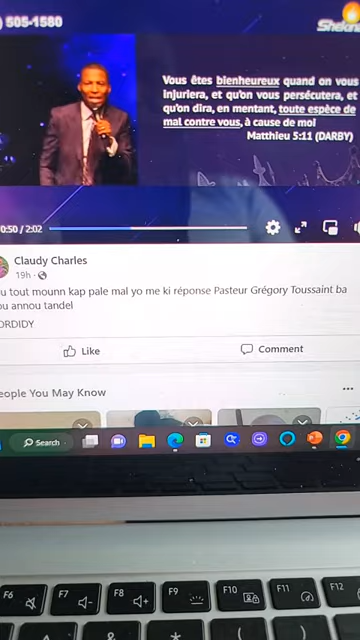 ) 505-1580
Shekina
Vous êtes bienheureux quand on vous
injuriera, et qu'on vous persécutera, et
qu'on dira, en mentant, toute espèce de
mal contre vous, à cause de moi
Matthieu 5:11 (DARBY)
0:50 / 2:02
Claudy Charles
19h ·
u tout mounn kap pale mal yo me ki réponse Pasteur Grégory Toussaint ba
ou annou tandel
ORDIDY
Like Comment
eople You May Know
Search
F6 F7 F8 F9 F10 F11 F12
& * ( )